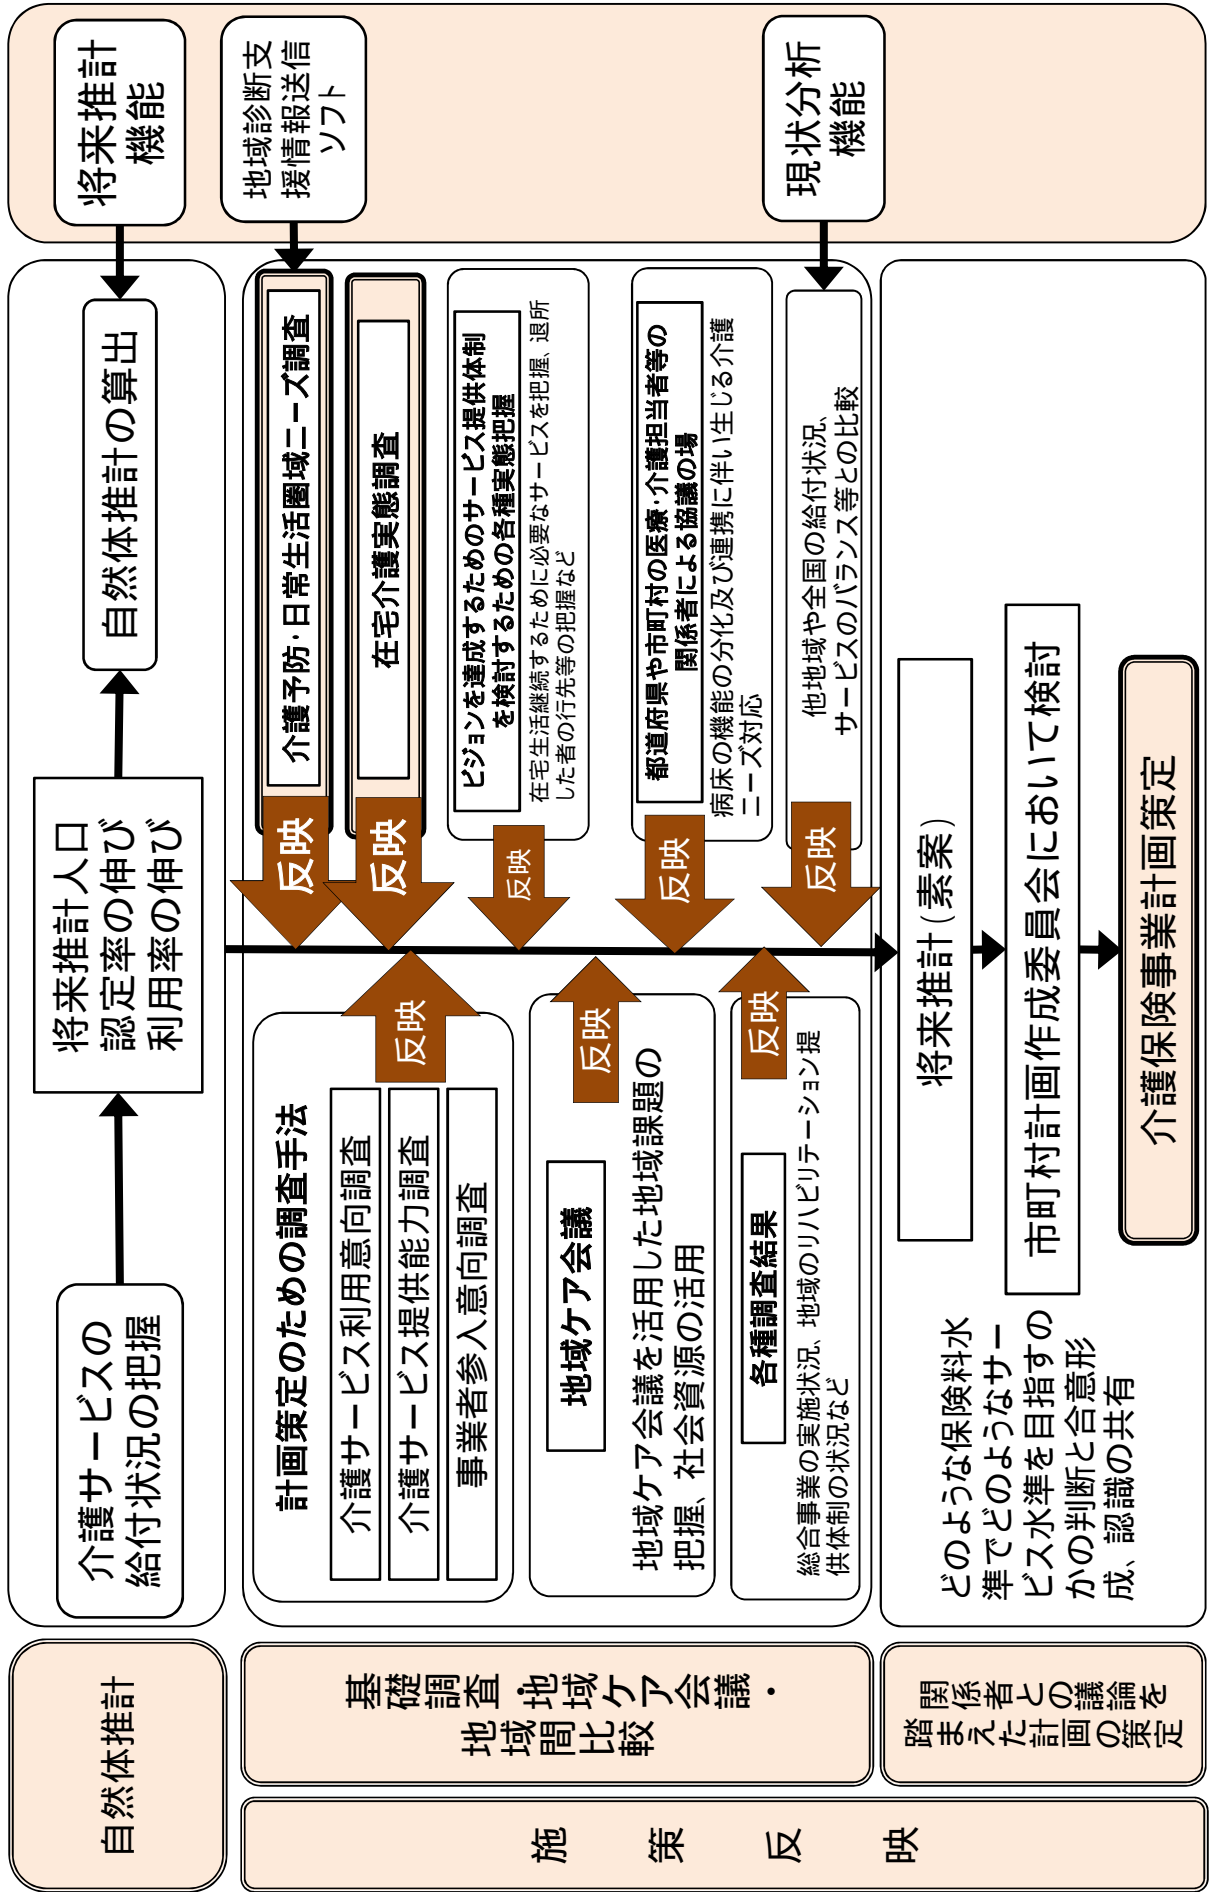 自然体推計
介護サービスの
給付状況の把握
将来推計人口
認定率の伸び
利用率の伸び
自然体推計の算出
将来推計
機能
施策反映
基礎調査・地域ケア会議・
地域間比較
計画策定のための調査手法
介護サービス利用意向調査
介護サービス提供能力調査
事業者参入意向調査
反映
地域ケア会議
地域ケア会議を活用した地域課題の
把握、社会資源の活用
反映
各種調査結果
総合事業の実施状況、地域のリハビリテーション提
供体制の状況など
反映
反映
介護予防・日常生活圏域ニーズ調査
地域診断支
援情報送信
ソフト
反映
在宅介護実態調査
反映
ビジョンを達成するためのサービス提供体制
を検討するための各種実態把握
在宅生活継続するために必要なサービスを把握、退所
した者の行先等の把握など
反映
都道府県や市町村の医療・介護担当者等の
関係者による協議の場
病床の機能の分化及び連携に伴い生じる介護
ニーズ対応
反映
他地域や全国の給付状況、
サービスのバランス等との比較
現状分析
機能
関係者との議論を
踏まえた計画の策定
どのような保険料水
準でどのようなサー
ビス水準を目指すの
かの判断と合意形
成、認識の共有
将来推計(素案)
市町村計画作成委員会において検討
介護保険事業計画策定